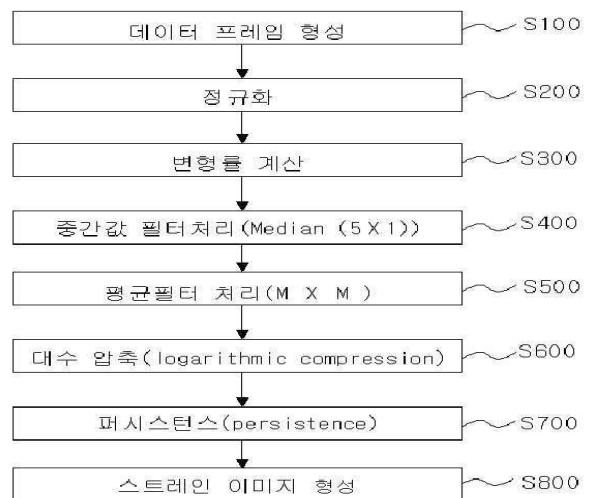 데이터 프레임 형성 S100
정규화 S200
변형률 계산 S300
중간값 필터처리(Median (5X1)) S400
평균필터 처리(M X M ) S500
대수 압축(logarithmic compression) S600
퍼시스턴스(persistence) S700
스트레인 이미지 형성 S800